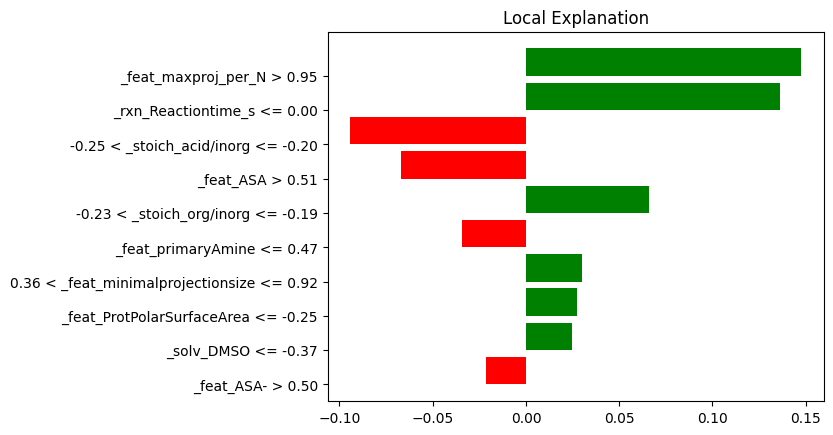 Local Explanation
_feat_maxproj_per_N > 0.95
_rxn_Reactiontime_s <= 0.00
-0.25 < _stoich_acid/inorg <= -0.20
_feat_ASA > 0.51
-0.23 < _stoich_org/inorg <= -0.19
_feat_primaryAmine <= 0.47
0.36 < _feat_minimalprojectionsize <= 0.92
_feat_ProtPolarSurfaceArea <= -0.25
_solv_DMSO <= -0.37
_feat_ASA- > 0.50
−0.10 −0.05 0.00 0.05 0.10 0.15